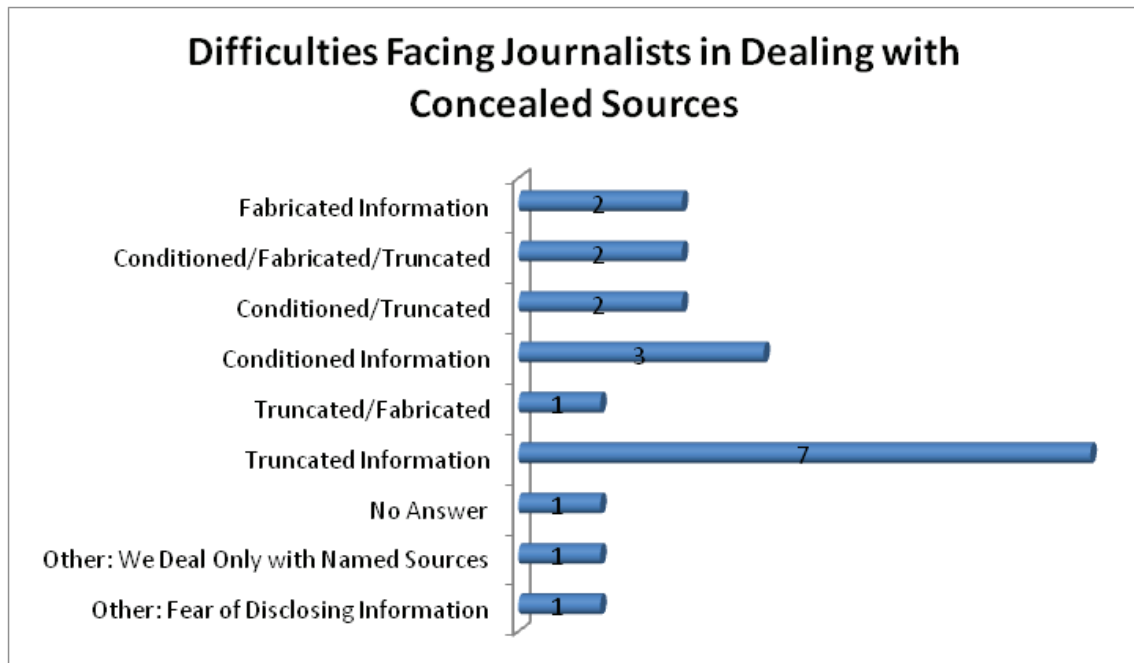 Difficulties Facing Journalists in Dealing with
Concealed Sources
Fabricated Information
2
Conditioned/Fabricated/Truncated
2
Conditioned/Truncated
2
Conditioned Information
3
Truncated/Fabricated
1
Truncated Information
7
No Answer
1
Other: We Deal Only with Named Sources
1
Other: Fear of Disclosing Information
1